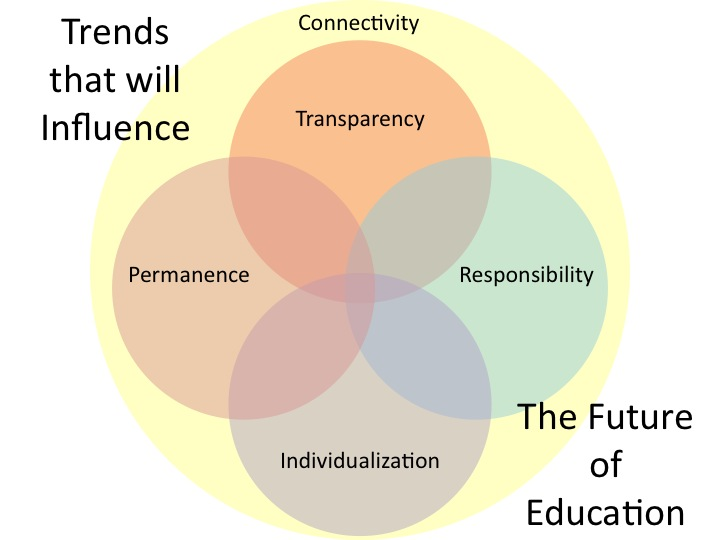 Trends
that will
Influence
Connectivity
Transparency
Permanence
Responsibility
Individualization
The Future
of
Education